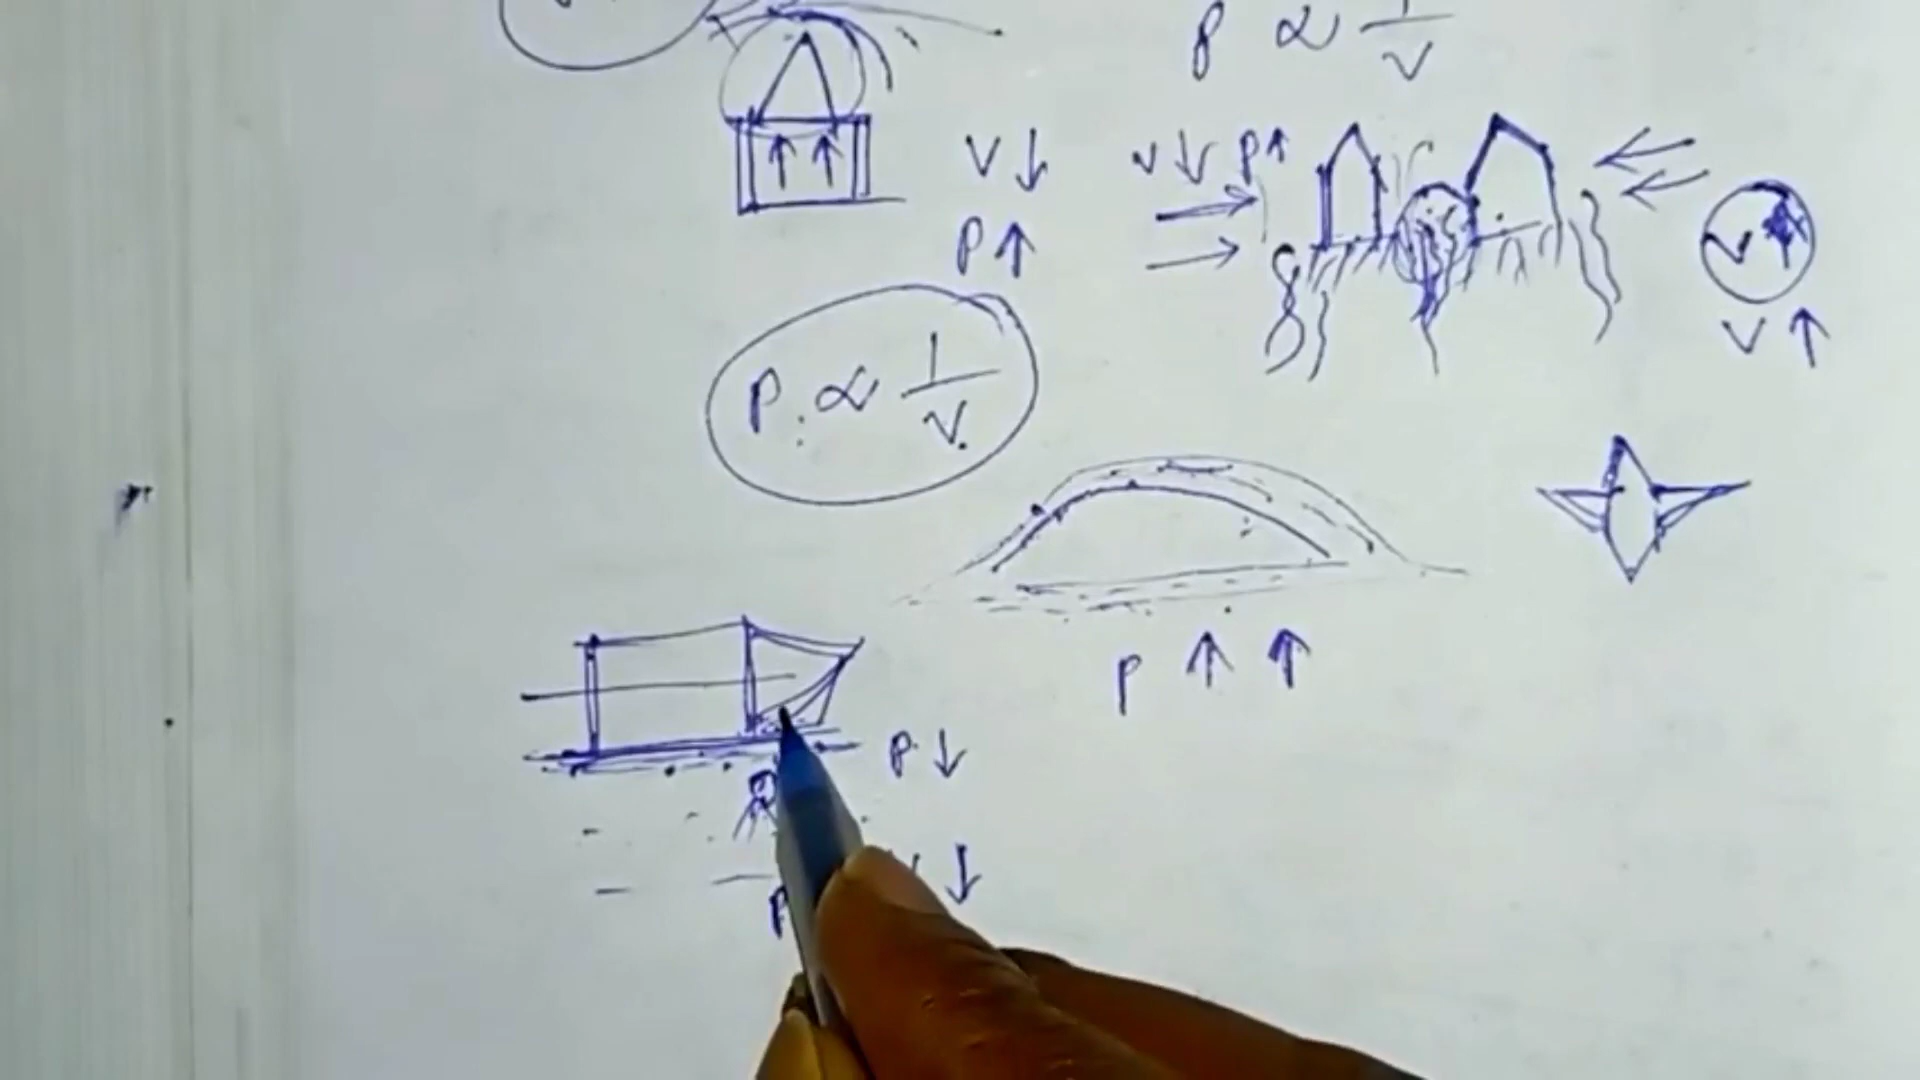 P ∝ 1/v
V ↓
P ↑
v ↓ P ↑
V
V ↑
P ∝ 1/v
P ↑ ↑
P ↓
↓
P